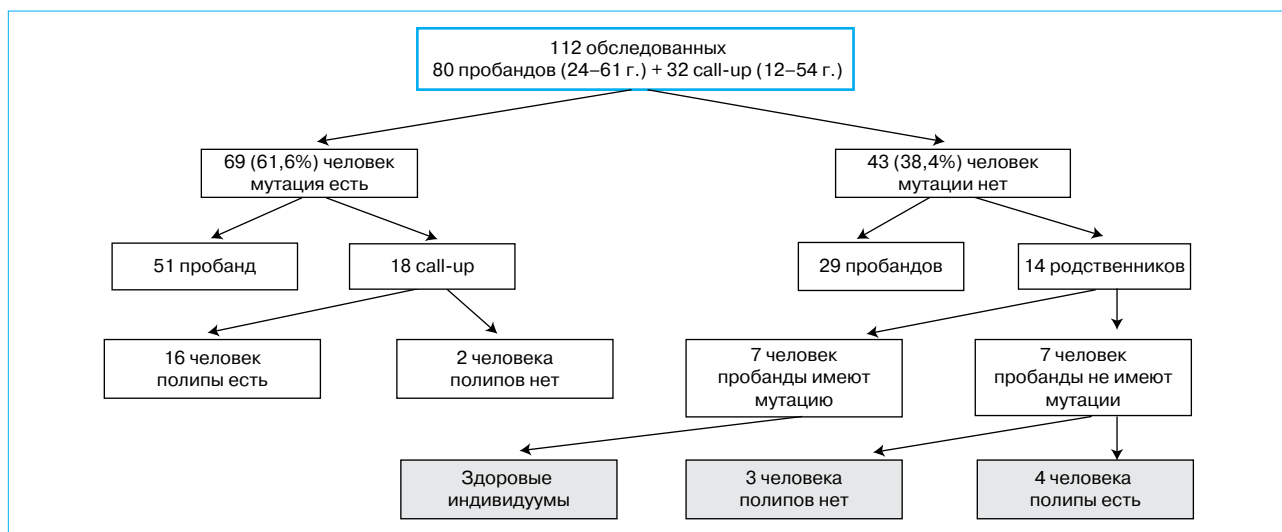 112 обследованных
80 пробандов (24–61 г.) + 32 call-up (12–54 г.)
69 (61,6%) человек
мутация есть
43 (38,4%) человек
мутации нет
51 пробанд
18 call-up
29 пробандов
14 родственников
16 человек
полипы есть
2 человека
полипов нет
7 человек
пробанды имеют
мутацию
7 человек
пробанды не имеют
мутации
Здоровые
индивидуумы
3 человека
полипов нет
4 человека
полипы есть